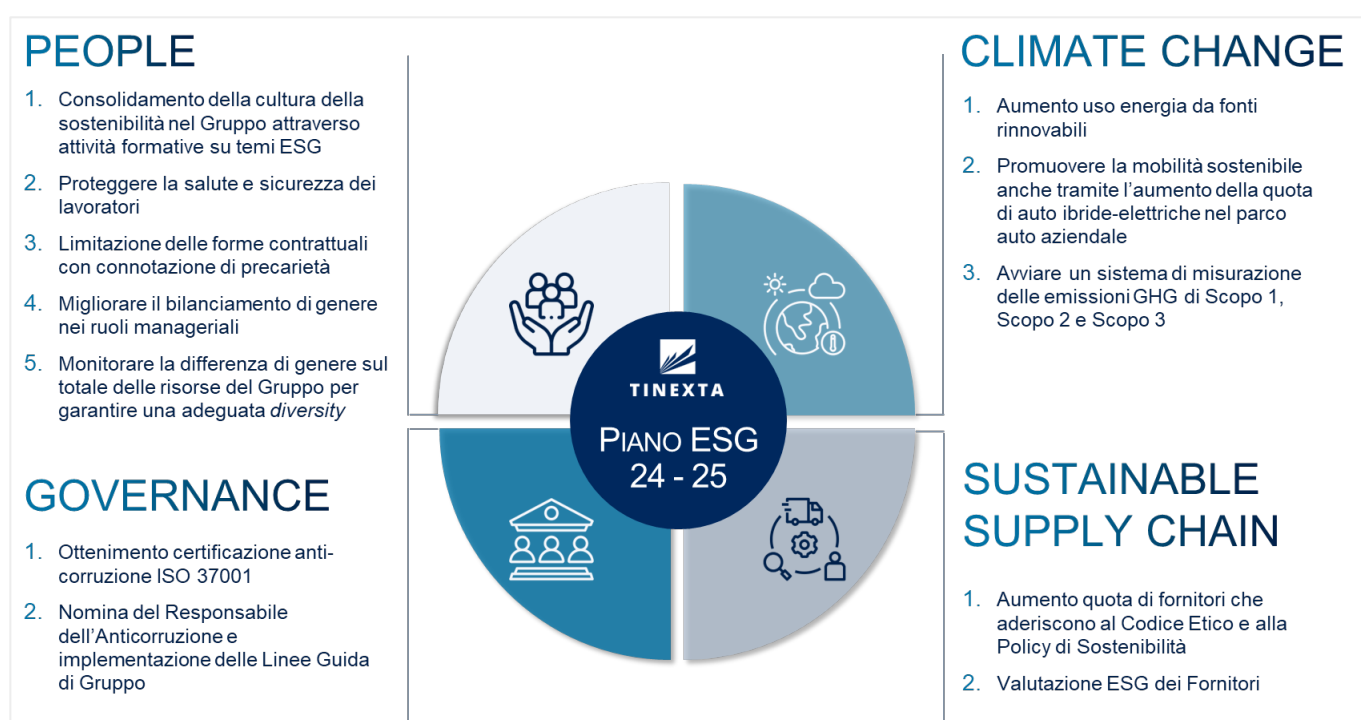 PEOPLE
1. Consolidamento della cultura della
sostenibilità nel Gruppo attraverso
attività formative su temi ESG
2. Proteggere la salute e sicurezza dei
lavoratori
3. Limitazione delle forme contrattuali
con connotazione di precarietà
4. Migliorare il bilanciamento di genere
nei ruoli manageriali
5. Monitorare la differenza di genere sul
totale delle risorse del Gruppo per
garantire una adeguata diversity
GOVERNANCE
1. Ottenimento certificazione anti-
corruzione ISO 37001
2. Nomina del Responsabile
dell’Anticorruzione e
implementazione delle Linee Guida
di Gruppo
TINEXTA
PIANO ESG
24 - 25
CLIMATE CHANGE
1. Aumento uso energia da fonti
rinnovabili
2. Promuovere la mobilità sostenibile
anche tramite l’aumento della quota
di auto ibride-elettriche nel parco
auto aziendale
3. Avviare un sistema di misurazione
delle emissioni GHG di Scopo 1,
Scopo 2 e Scopo 3
SUSTAINABLE
SUPPLY CHAIN
1. Aumento quota di fornitori che
aderiscono al Codice Etico e alla
Policy di Sostenibilità
2. Valutazione ESG dei Fornitori